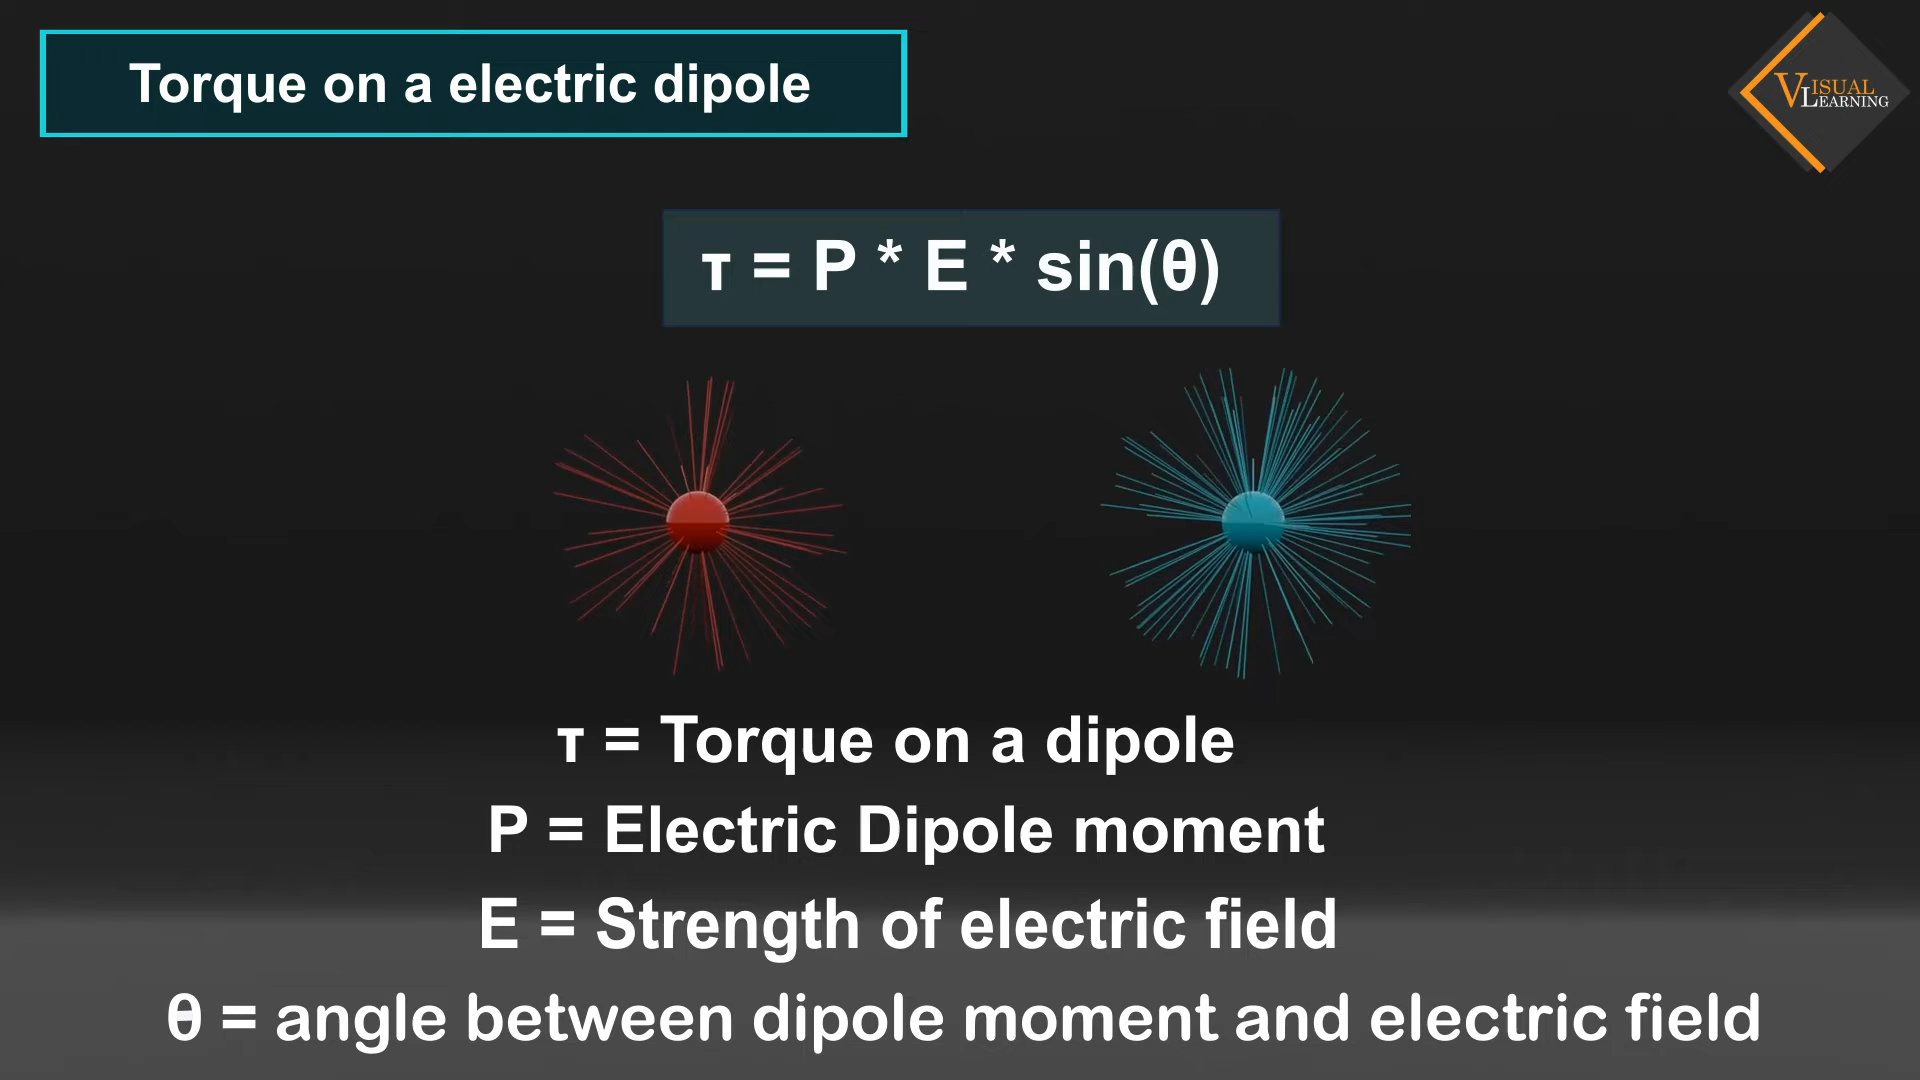 Torque on a electric dipole
VISUAL
LEARNING
τ = P * E * sin(θ)
τ = Torque on a dipole
P = Electric Dipole moment
E = Strength of electric field
θ = angle between dipole moment and electric field